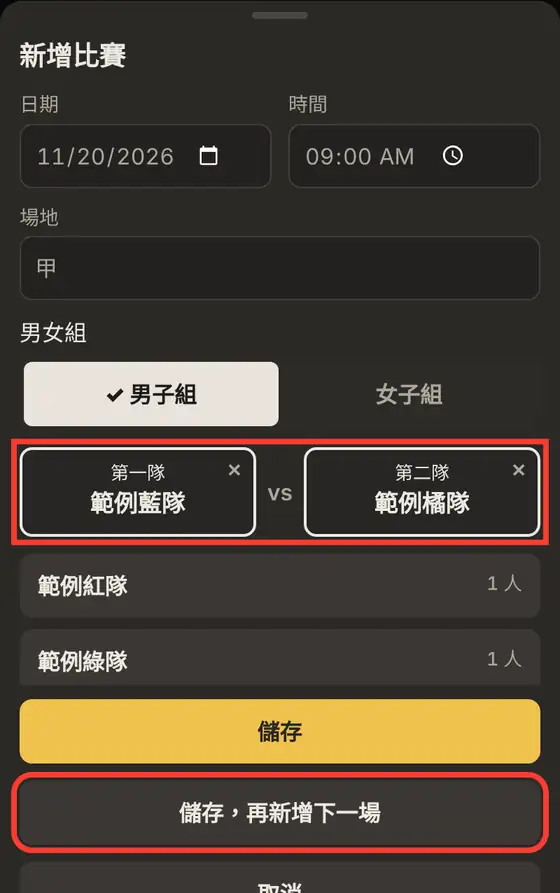 新增比賽
日期 時間
11/20/2026 09:00 AM
場地
甲
男女組
男子組 女子組
第一隊 × 第二隊 ×
範例藍隊 vs 範例橘隊
範例紅隊 1 人
範例綠隊 1 人
儲存
儲存，再新增下一場
取消